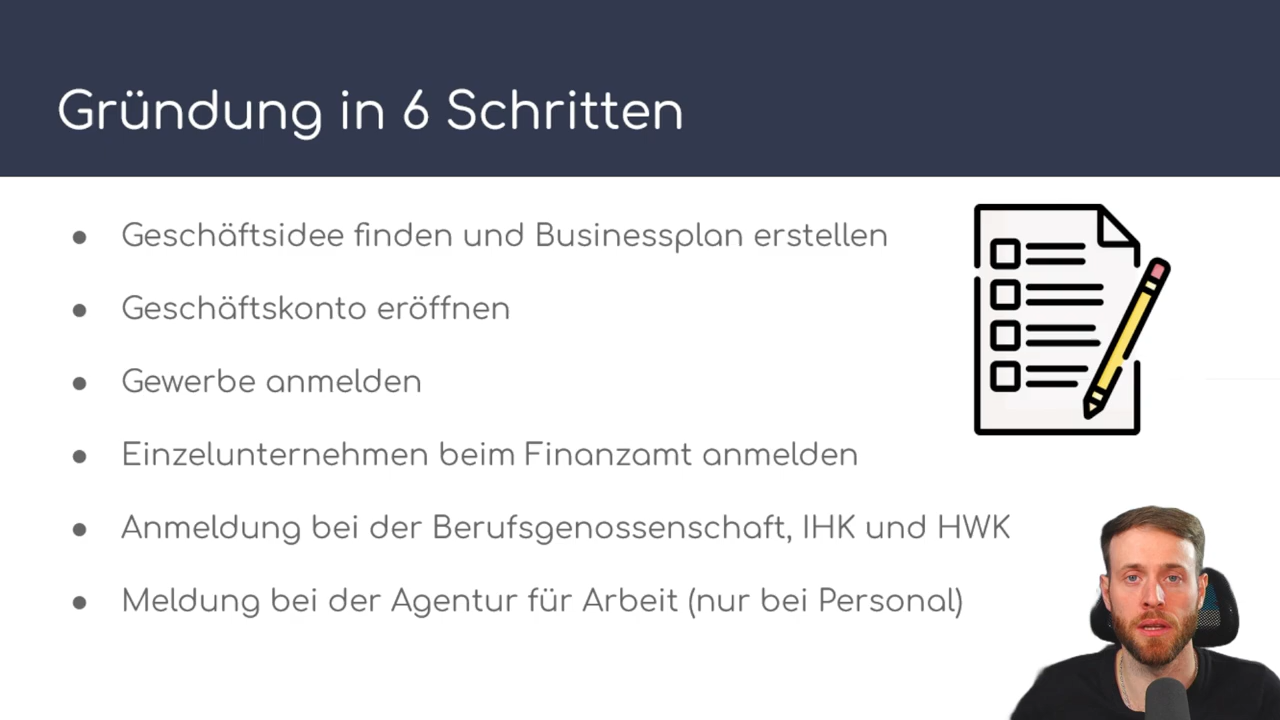 Gründung in 6 Schritten
● Geschäftsidee finden und Businessplan erstellen
● Geschäftskonto eröffnen
● Gewerbe anmelden
● Einzelunternehmen beim Finanzamt anmelden
● Anmeldung bei der Berufsgenossenschaft, IHK und HWK
● Meldung bei der Agentur für Arbeit (nur bei Personal)